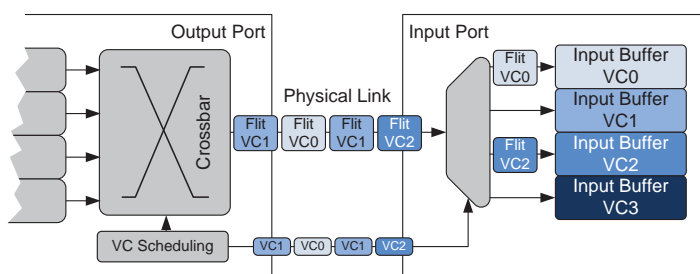 Output Port
Input Port
Physical Link
Crossbar
Flit
VC1
Flit
VC0
Flit
VC1
Flit
VC2
Flit
VC0
Flit
VC2
Input Buffer
VC0
Input Buffer
VC1
Input Buffer
VC2
Input Buffer
VC3
VC Scheduling
VC1
VC0
VC1
VC2